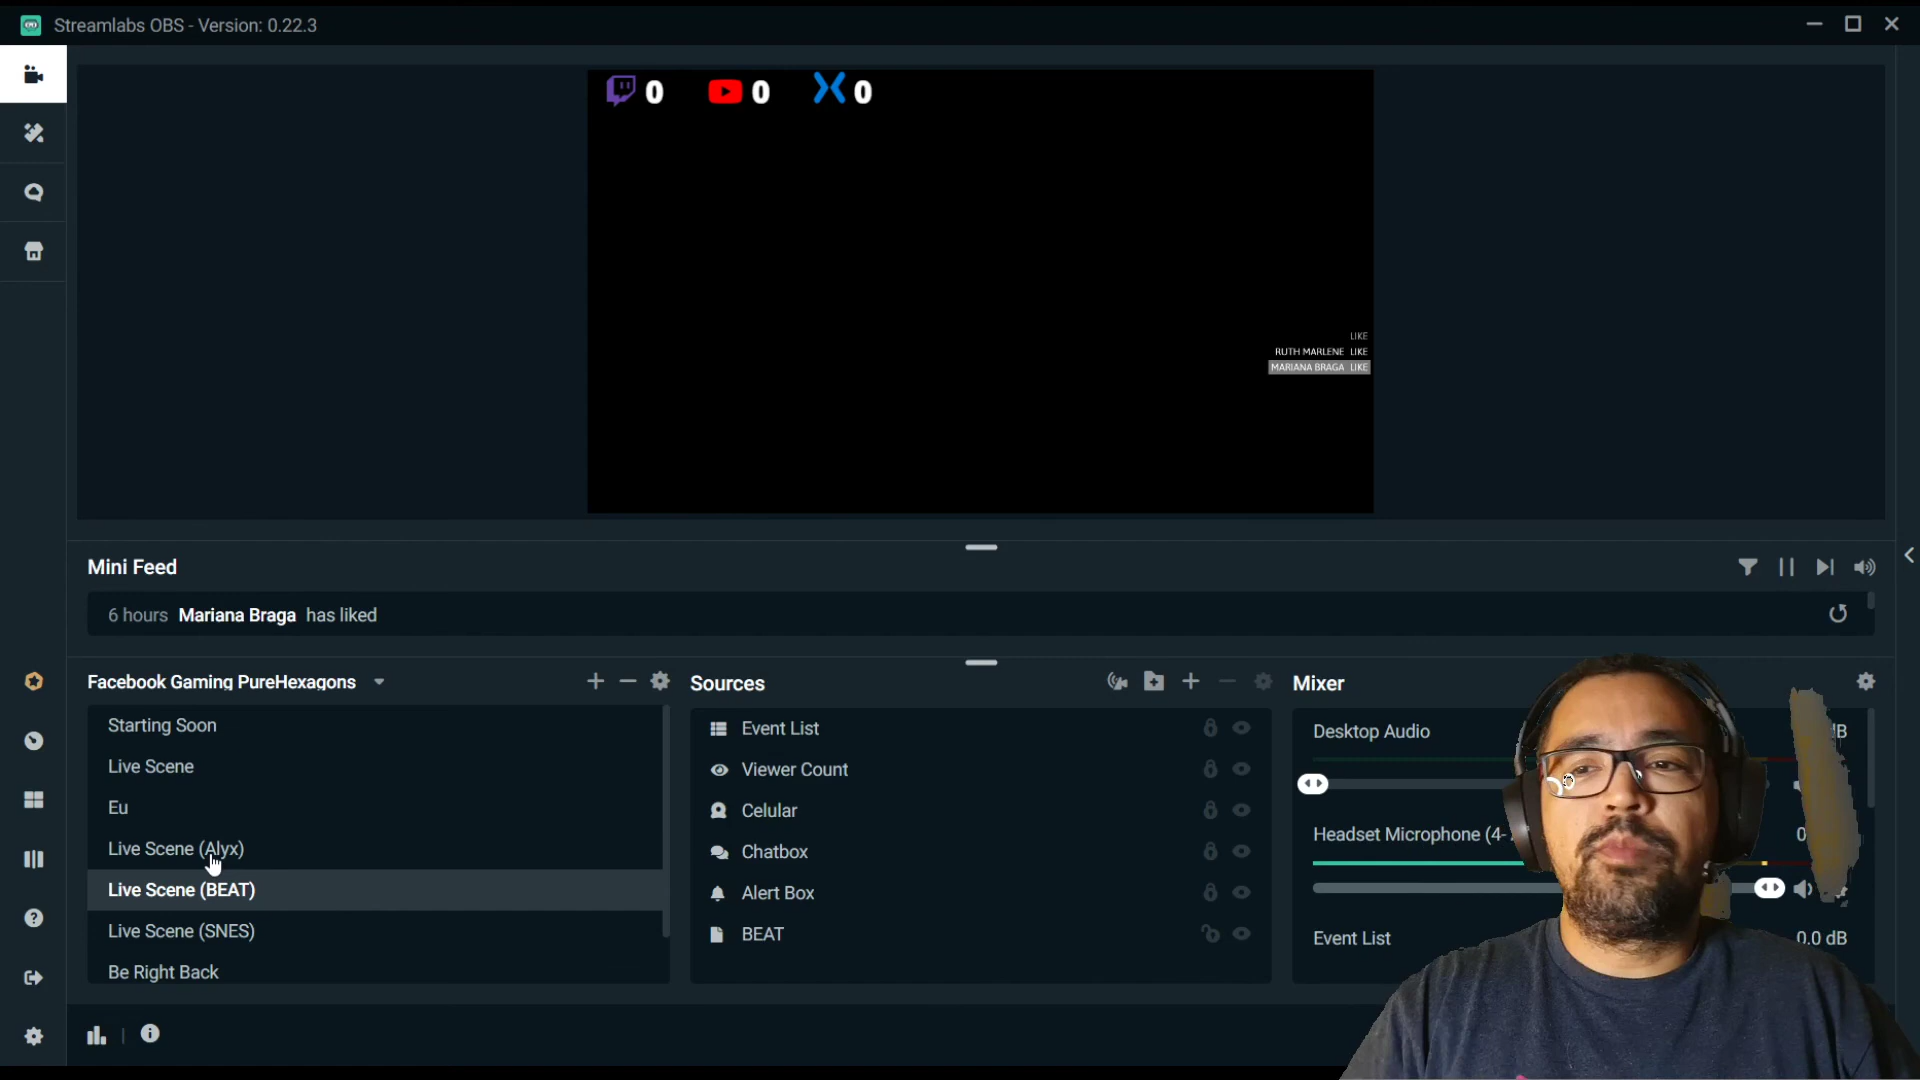 Streamlabs OBS - Version: 0.22.3
0 0 0
LIKE
RUTH MARLENE LIKE
MARIANA BRAGA LIKE
Mini Feed
6 hours Mariana Braga has liked
Facebook Gaming PureHexagons
Starting Soon
Live Scene
Eu
Live Scene (Alyx)
Live Scene (BEAT)
Live Scene (SNES)
Be Right Back
Sources
Event List
Viewer Count
Celular
Chatbox
Alert Box
BEAT
Mixer
Desktop Audio
Headset Microphone (4-
Event List 0.0 dB